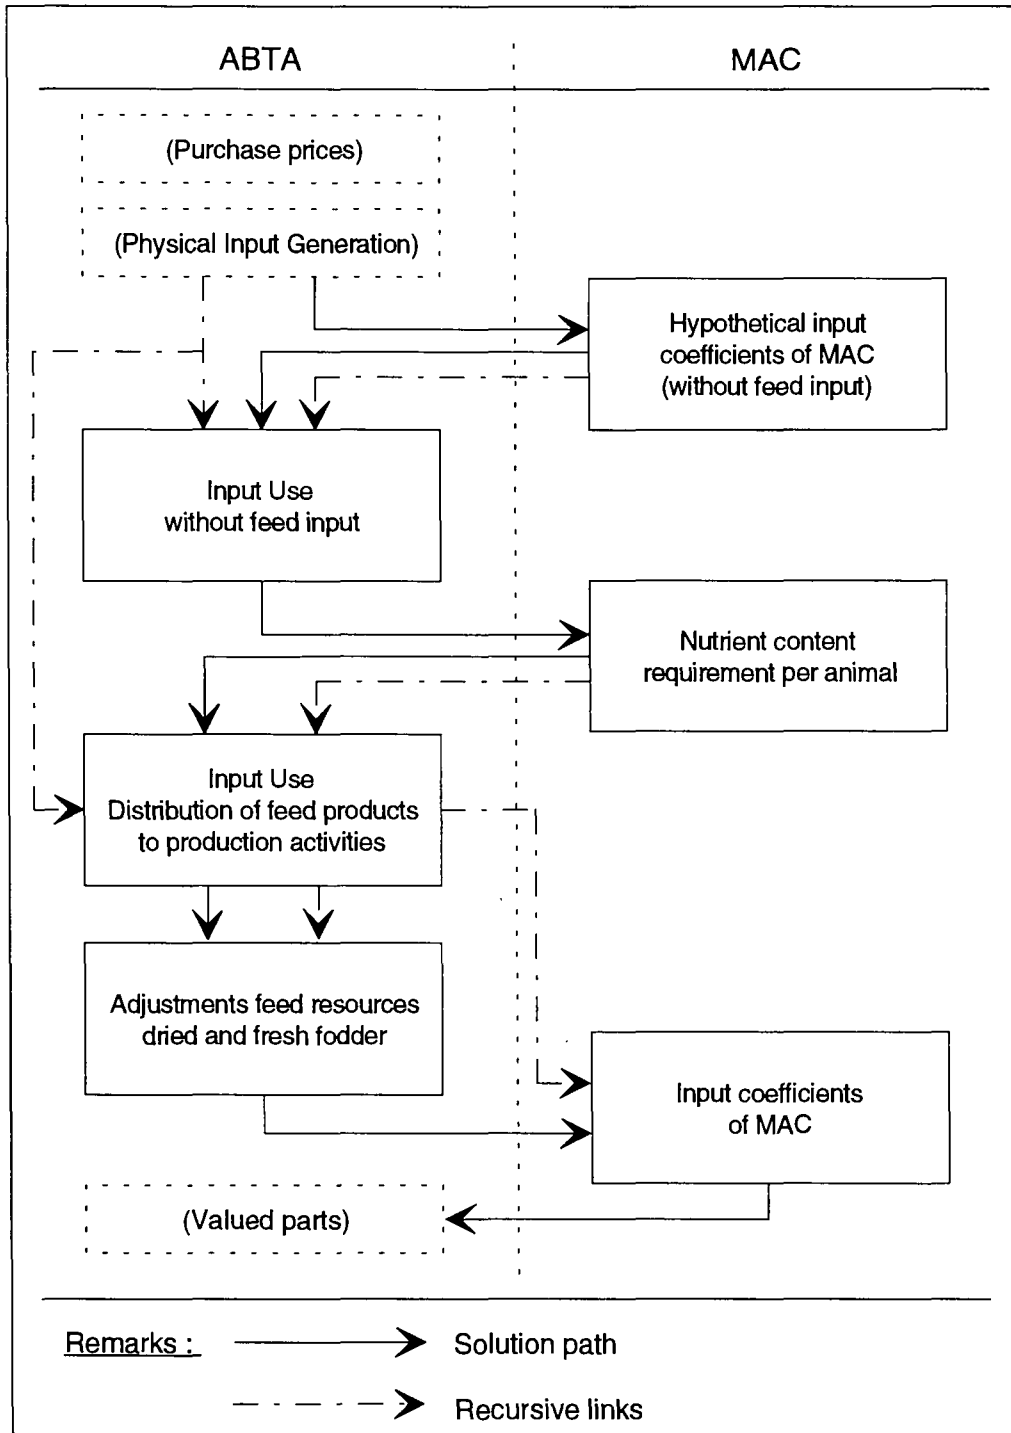 ABTA
MAC
(Purchase prices)
(Physical Input Generation)
Hypothetical input
coefficients of MAC
(without feed input)
Input Use
without feed input
Nutrient content
requirement per animal
Input Use
Distribution of feed products
to production activities
Adjustments feed resources
dried and fresh fodder
Input coefficients
of MAC
(Valued parts)
Remarks :
Solution path
Recursive links